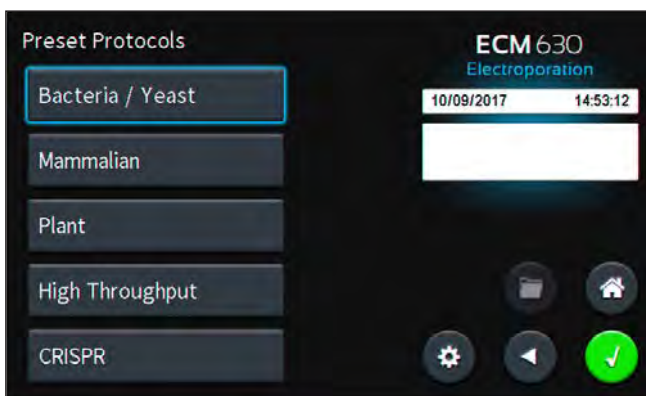 Preset Protocols
Bacteria / Yeast
Mammalian
Plant
High Throughput
CRISPR
ECM 630
Electroporation
10/09/2017 14:53:12